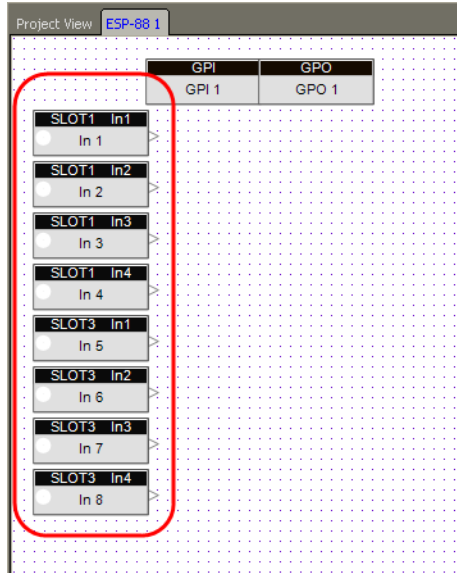 Project View ESP-88 1
GPI GPO
GPI 1 GPO 1
SLOT1 In1
In 1
SLOT1 In2
In 2
SLOT1 In3
In 3
SLOT1 In4
In 4
SLOT3 In1
In 5
SLOT3 In2
In 6
SLOT3 In3
In 7
SLOT3 In4
In 8